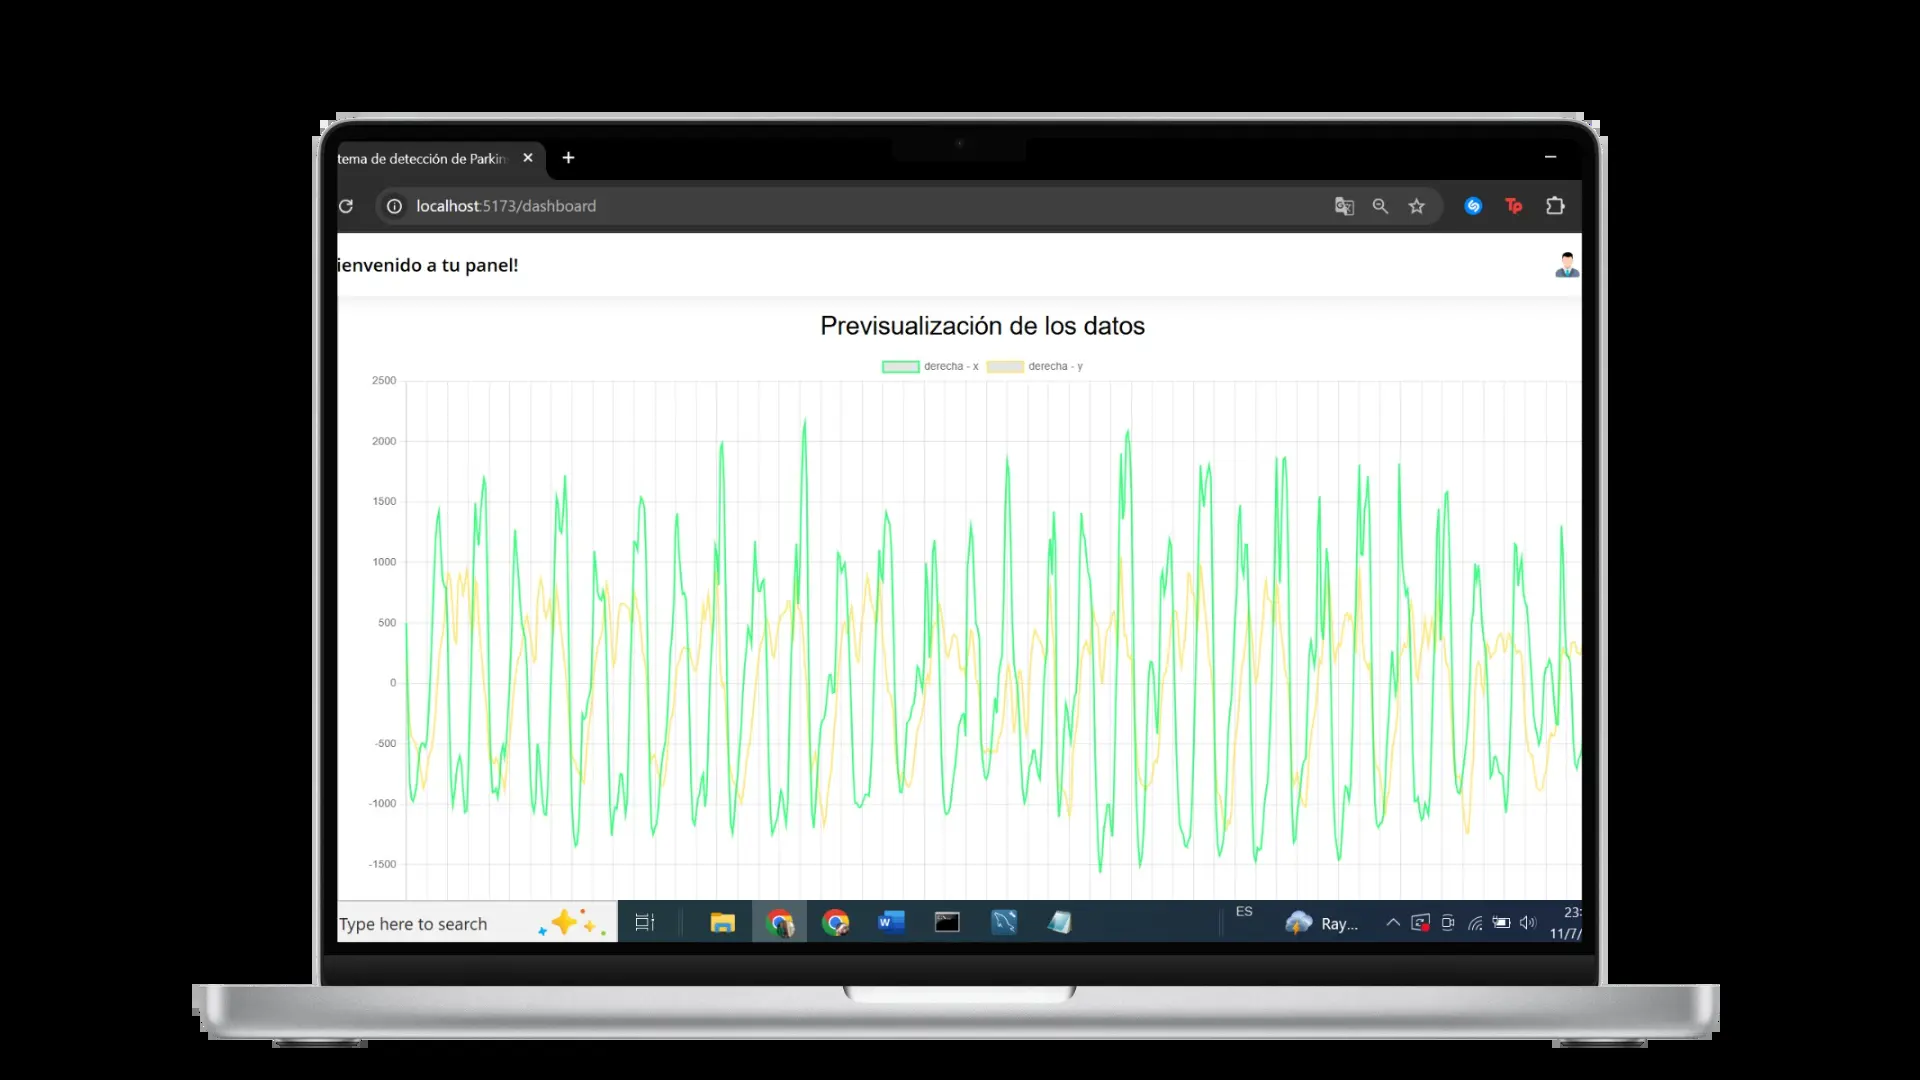 tema de detección de Parkin
localhost:5173/dashboard
Tp
ienvenido a tu panel!
Previsualización de los datos
derecha - x derecha - y
2500
2000
1500
1000
500
0
-500
-1000
-1500
Type here to search
W
ES
Ray...
23:
11/7/